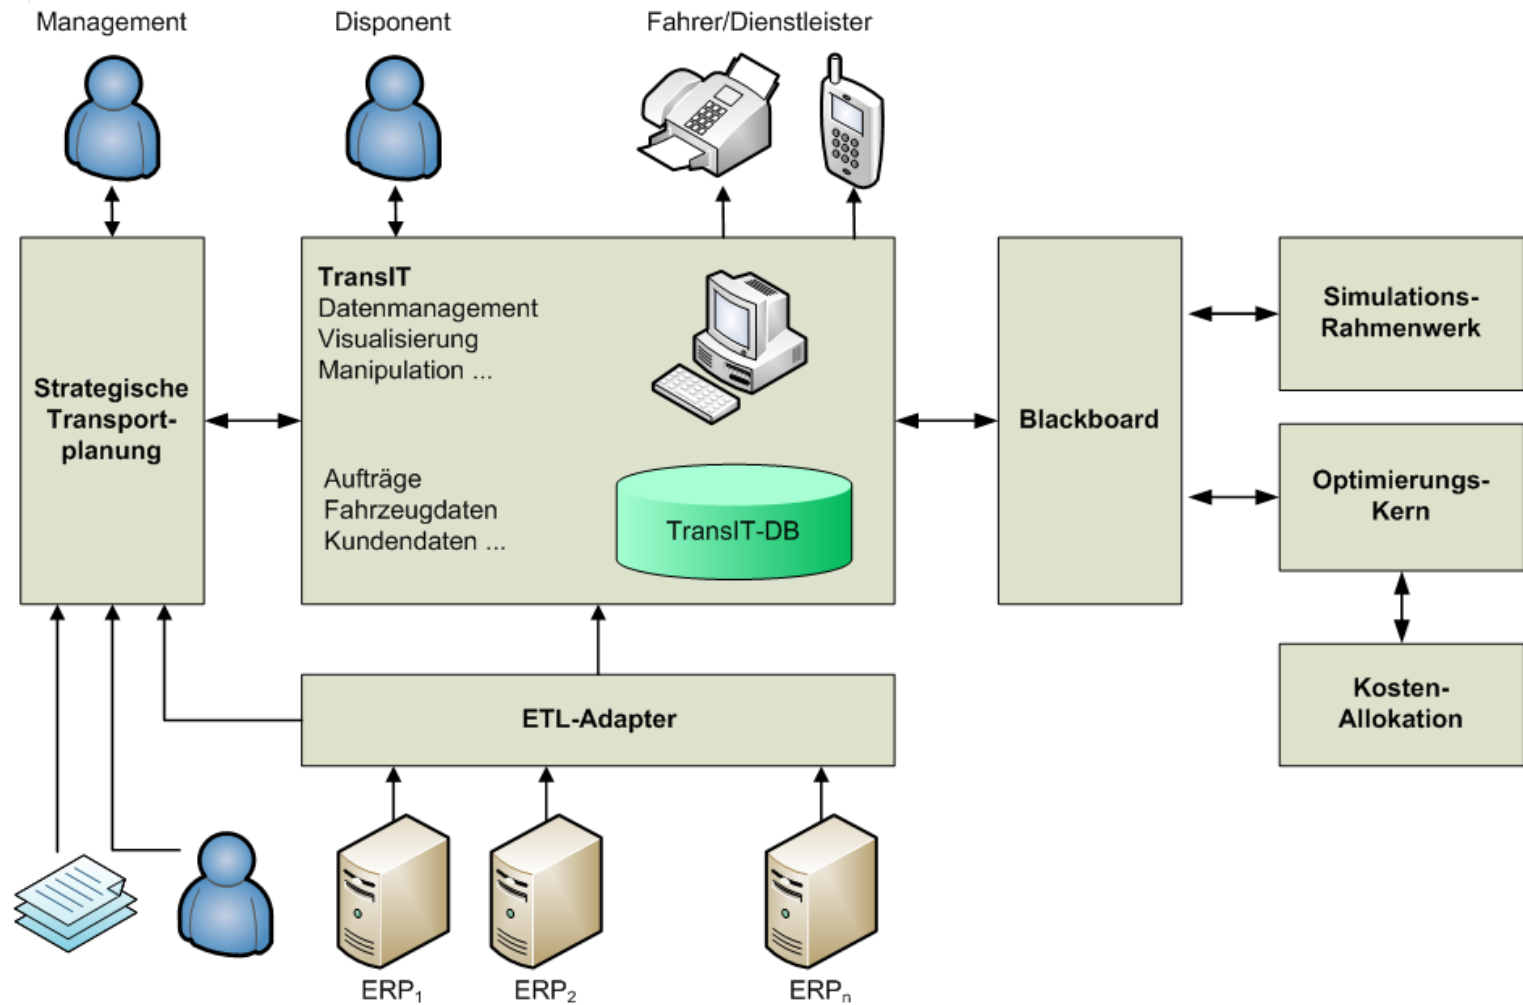 Management
Disponent
Fahrer/Dienstleister
TransIT
Datenmanagement
Visualisierung
Manipulation ...
Aufträge
Fahrzeugdaten
Kundendaten ...
TransIT-DB
Strategische
Transport-
planung
Blackboard
Simulations-
Rahmenwerk
Optimierungs-
Kern
Kosten-
Allokation
ETL-Adapter
ERP₁
ERP₂
ERPₙ